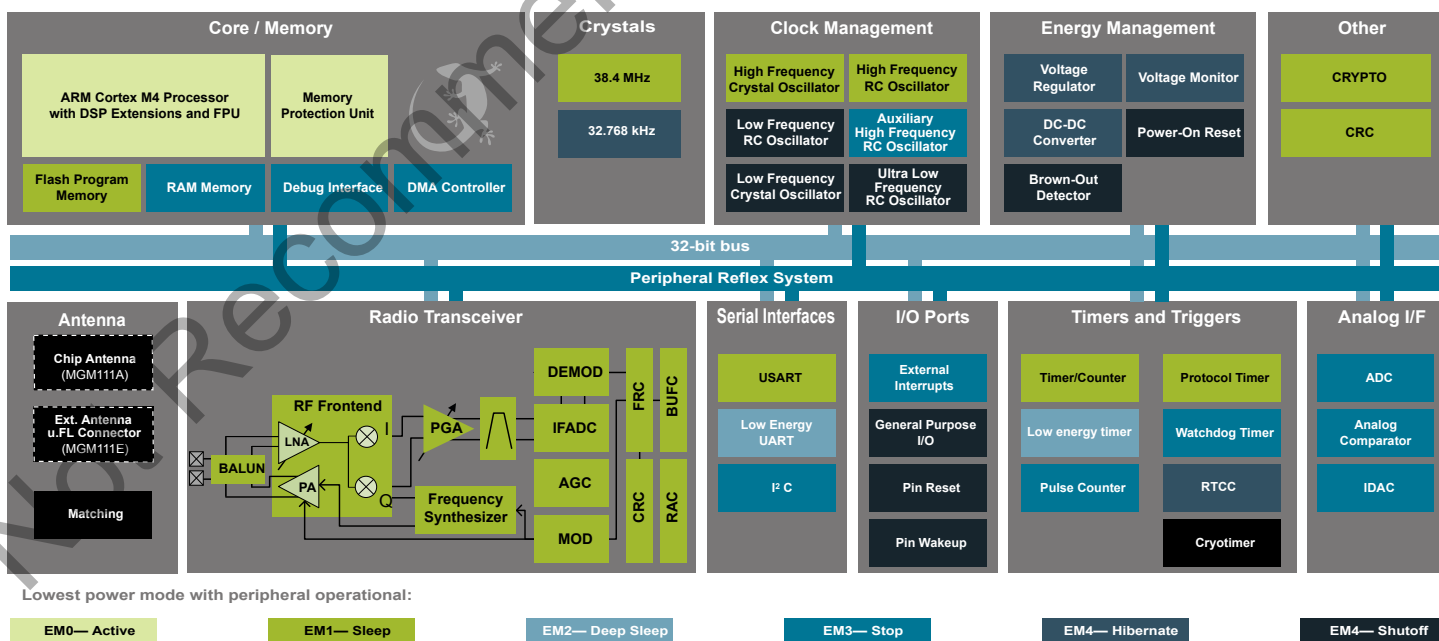 Core / Memory
ARM Cortex M4 Processor
with DSP Extensions and FPU
Memory
Protection Unit
Flash Program
Memory
RAM Memory
Debug Interface
DMA Controller
Crystals
38.4 MHz
32.768 kHz
Clock Management
High Frequency
Crystal Oscillator
High Frequency
RC Oscillator
Low Frequency
RC Oscillator
Auxiliary
High Frequency
RC Oscillator
Low Frequency
Crystal Oscillator
Ultra Low
Frequency
RC Oscillator
Energy Management
Voltage
Regulator
Voltage Monitor
DC-DC
Converter
Power-On Reset
Brown-Out
Detector
Other
CRYPTO
CRC
32-bit bus
Peripheral Reflex System
Antenna
Chip Antenna
(MGM111A)
Ext. Antenna
u.FL Connector
(MGM111E)
Matching
Radio Transceiver
RF Frontend
LNA
I
BALUN
PA
Q
PGA
Frequency
Synthesizer
DEMOD
IFADC
AGC
MOD
FRC
BUFC
CRC
RAC
Serial Interfaces
USART
Low Energy
UART
I² C
I/O Ports
External
Interrupts
General Purpose
I/O
Pin Reset
Pin Wakeup
Timers and Triggers
Timer/Counter
Protocol Timer
Low energy timer
Watchdog Timer
Pulse Counter
RTCC
Cryotimer
Analog I/F
ADC
Analog
Comparator
IDAC
Lowest power mode with peripheral operational:
EM0— Active
EM1— Sleep
EM2— Deep Sleep
EM3— Stop
EM4— Hibernate
EM4— Shutoff